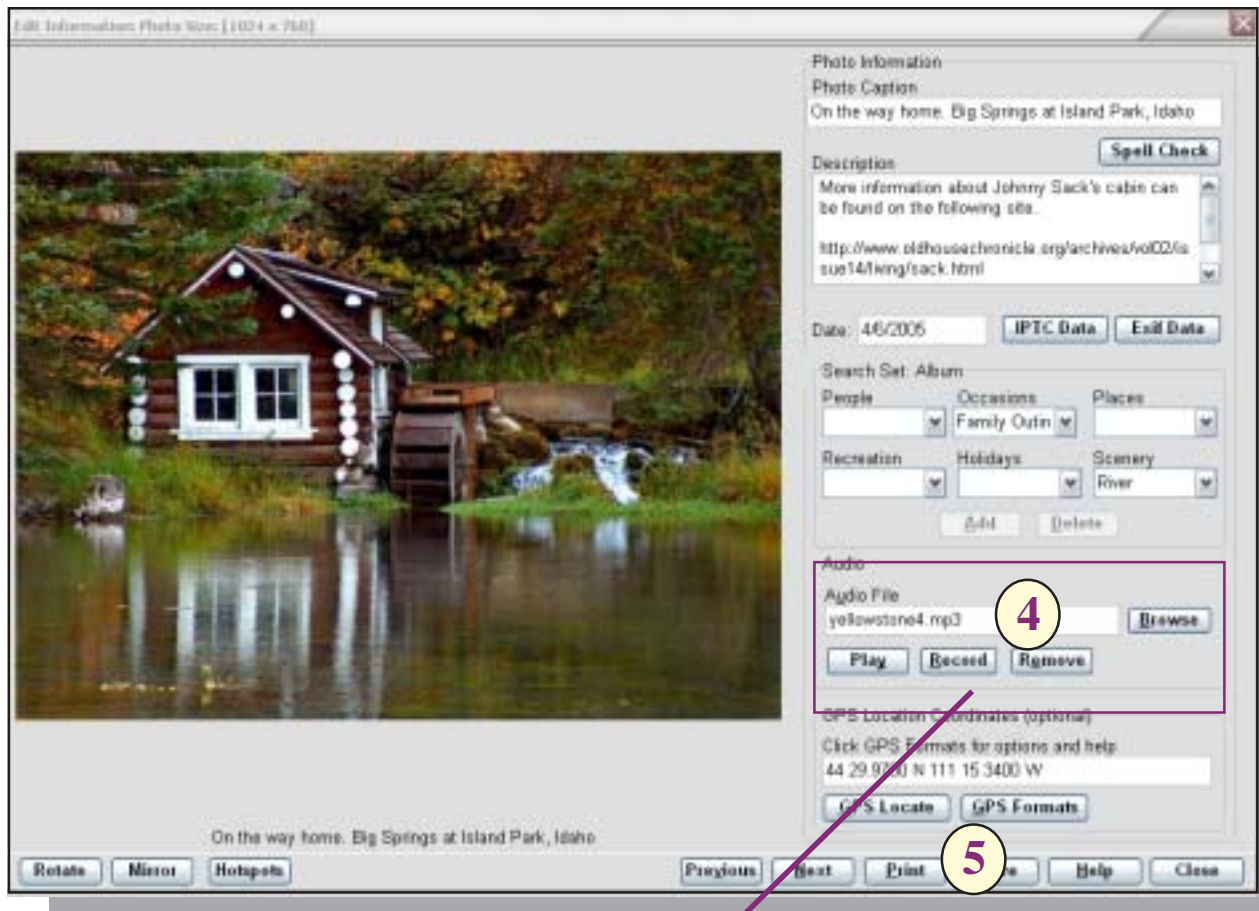 Edit Information: Photo Size: [1024 x 768]
Photo Information
Photo Caption
On the way home. Big Springs at Island Park, Idaho
Spell Check
Description
More information about Johnny Sack's cabin can
be found on the following site.
http://www.oldhousechronicle.org/archives/vol02/is
sue14/living/sack.html
Date: 4/6/2005 IPTC Data Exif Data
Search Set: Album
People Occasions Places
Family Outin
Recreation Holidays Scenery
River
Add Delete
Audio
Audio File
yellowstone4.mp3 4 Browse
Play Record Remove
GPS Location Coordinates (optional)
Click GPS Formats for options and help
44 29.9700 N 111 15.3400 W
GPS Locate GPS Formats
On the way home. Big Springs at Island Park, Idaho
Rotate Mirror Hotspots Previous Next Print 5 Help Close